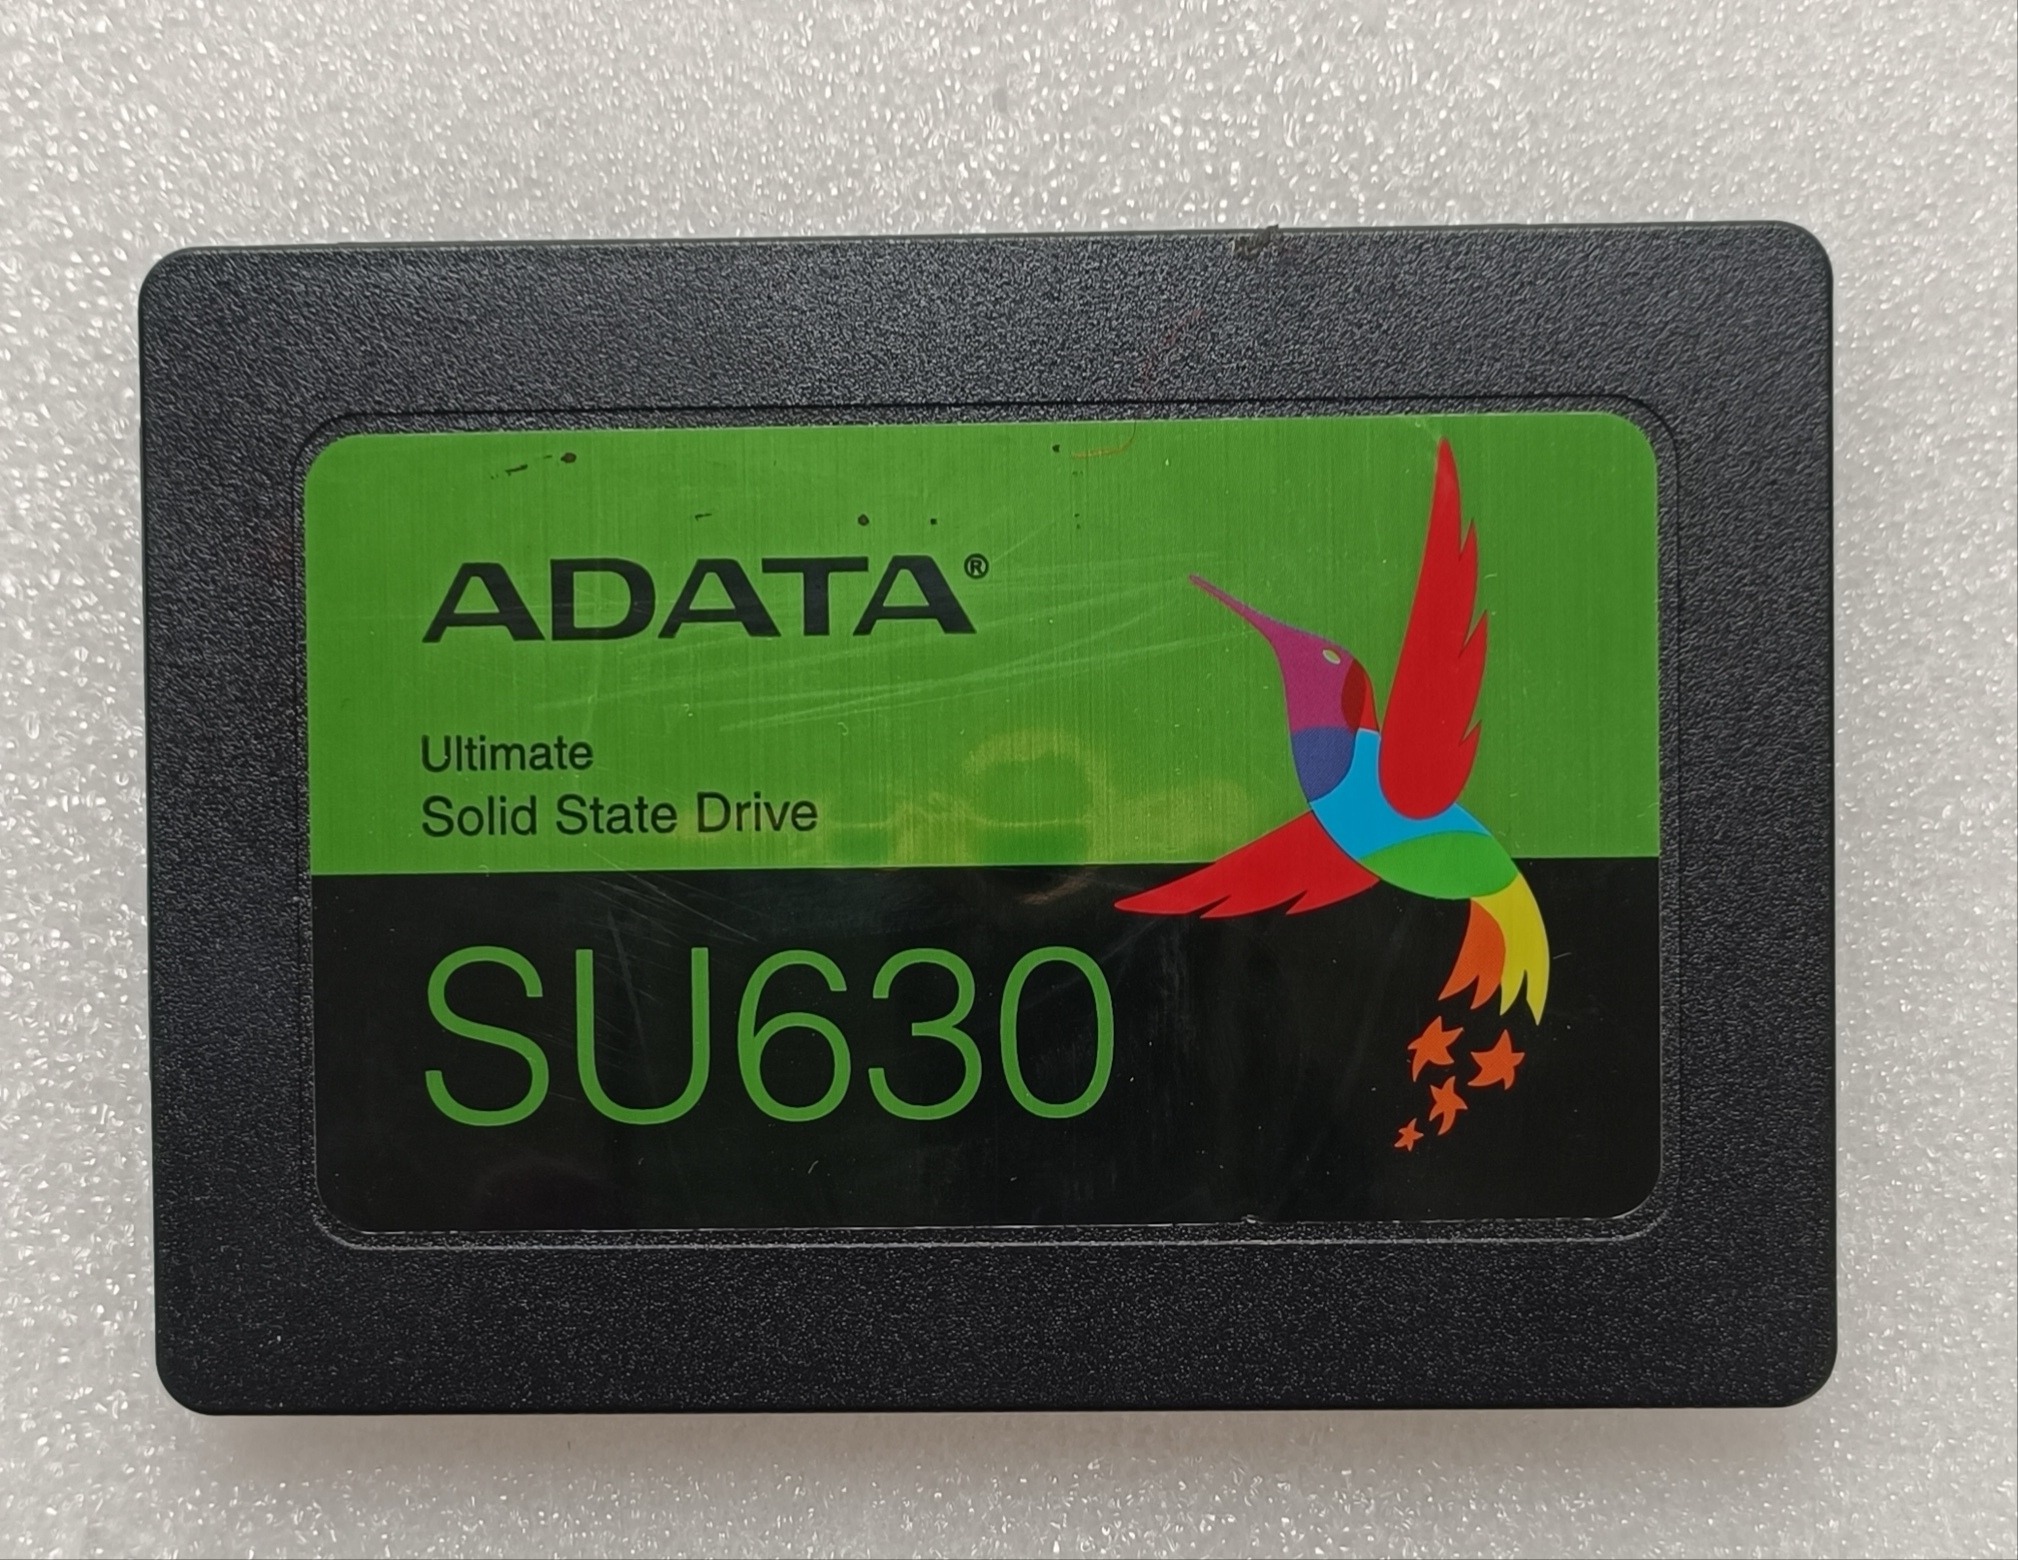 ADATA®
Ultimate
Solid State Drive
SU630